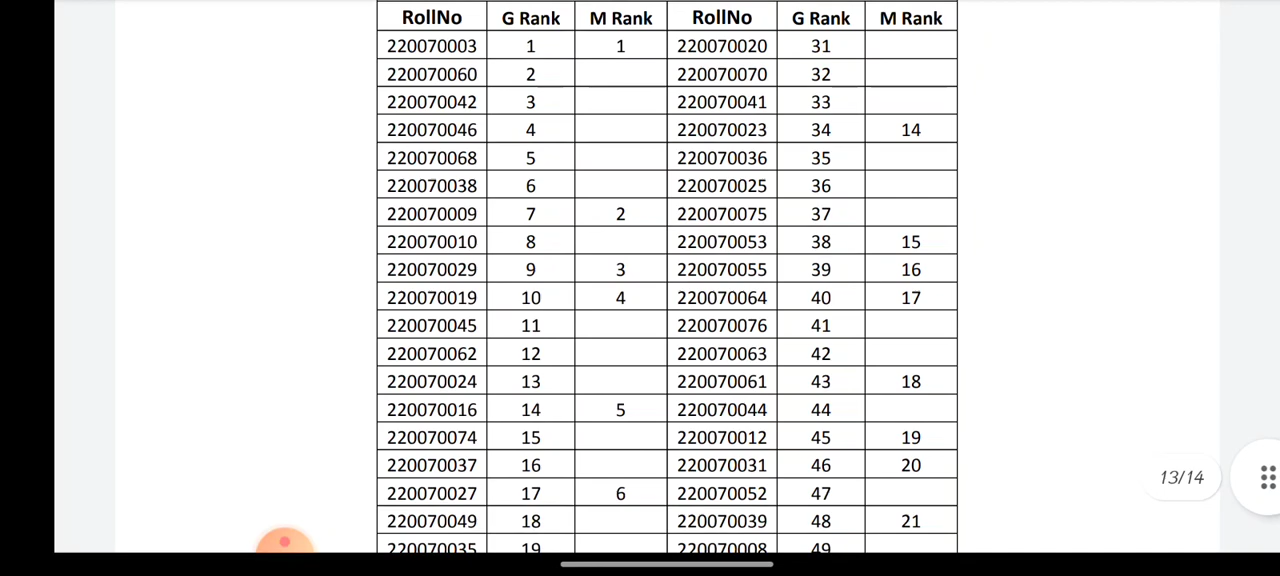 RollNo G Rank M Rank RollNo G Rank M Rank
220070003 1 1 220070020 31
220070060 2 220070070 32
220070042 3 220070041 33
220070046 4 220070023 34 14
220070068 5 220070036 35
220070038 6 220070025 36
220070009 7 2 220070075 37
220070010 8 220070053 38 15
220070029 9 3 220070055 39 16
220070019 10 4 220070064 40 17
220070045 11 220070076 41
220070062 12 220070063 42
220070024 13 220070061 43 18
220070016 14 5 220070044 44
220070074 15 220070012 45 19
220070037 16 220070031 46 20
220070027 17 6 220070052 47
220070049 18 220070039 48 21
220070035 19 220070008 49
13/14